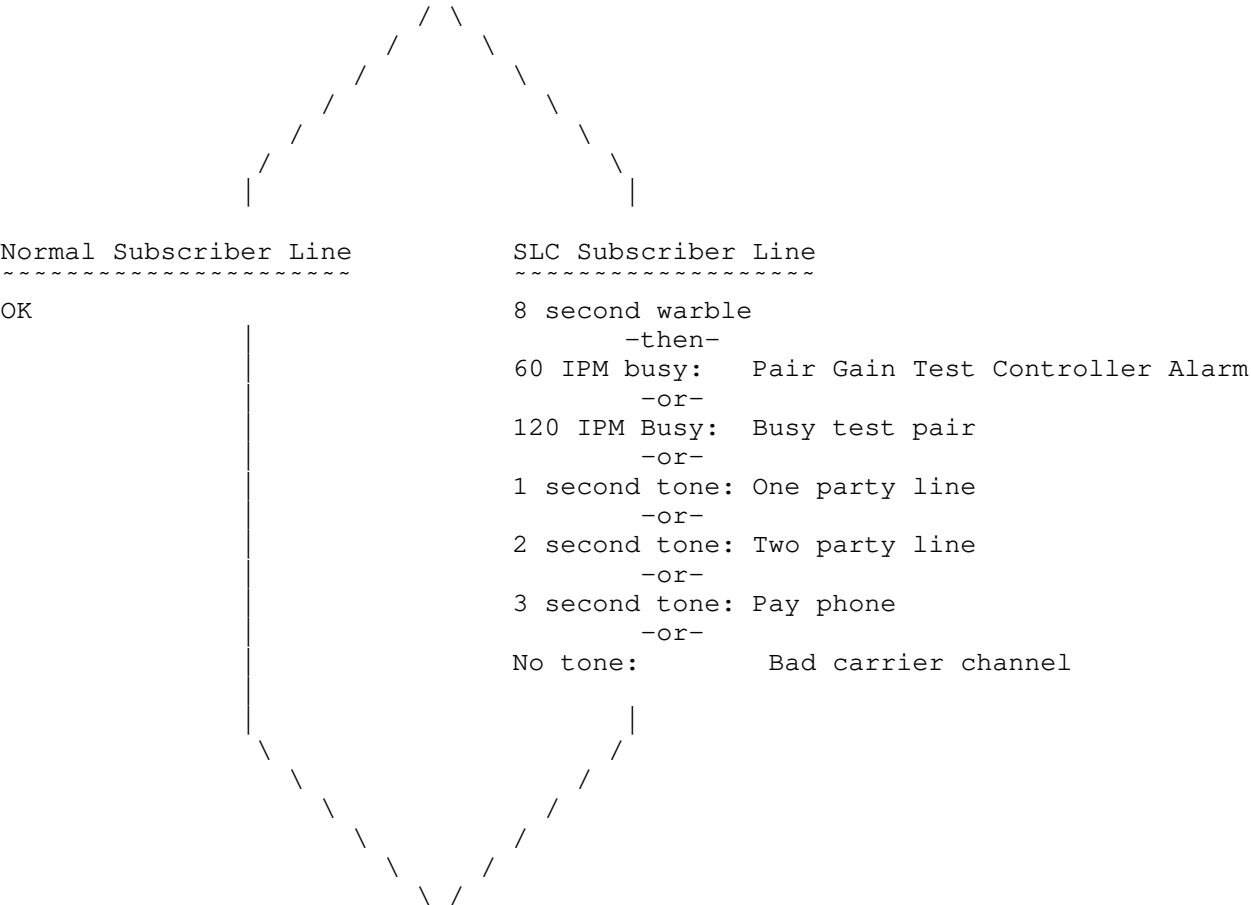 Normal Subscriber Line SLC Subscriber Line
~~~~~~~~~~~~~~~~~~~~~~ ~~~~~~~~~~~~~~~~~~~
OK 8 second warble
-then-
60 IPM busy: Pair Gain Test Controller Alarm
-or-
120 IPM Busy: Busy test pair
-or-
1 second tone: One party line
-or-
2 second tone: Two party line
-or-
3 second tone: Pay phone
-or-
No tone: Bad carrier channel